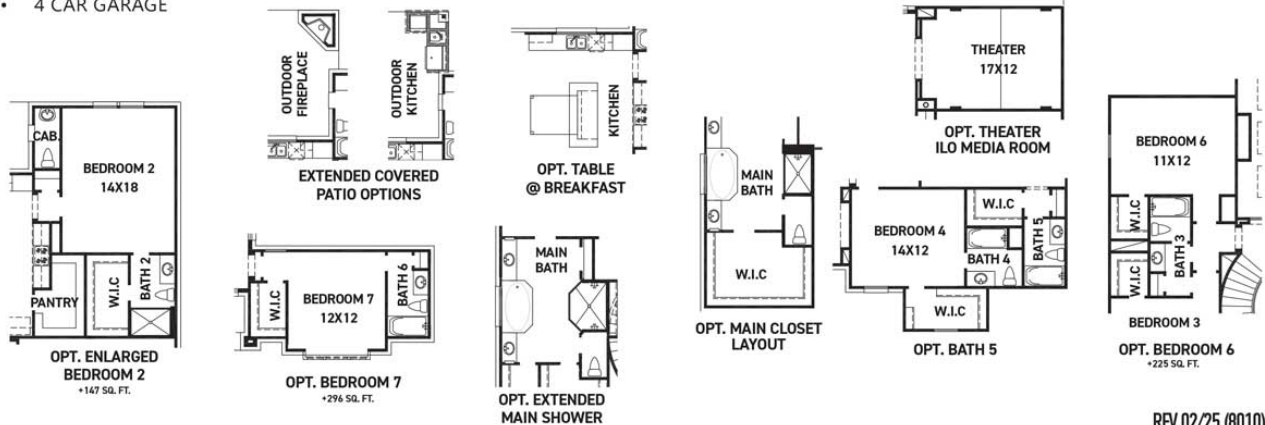 • 4 CAR GARAGE
CAB.
BEDROOM 2
14X18
PANTRY
W.I.C
BATH 2
OPT. ENLARGED
BEDROOM 2
+147 SQ. FT.
OUTDOOR
FIREPLACE
OUTDOOR
KITCHEN
EXTENDED COVERED
PATIO OPTIONS
W.I.C
BEDROOM 7
12X12
BATH 6
OPT. BEDROOM 7
+296 SQ. FT.
KITCHEN
OPT. TABLE
@ BREAKFAST
MAIN
BATH
OPT. EXTENDED
MAIN SHOWER
MAIN
BATH
W.I.C
OPT. MAIN CLOSET
LAYOUT
THEATER
17X12
OPT. THEATER
ILO MEDIA ROOM
W.I.C
BEDROOM 4
14X12
BATH 4
BATH 5
W.I.C
OPT. BATH 5
BEDROOM 6
11X12
W.I.C
BATH 3
W.I.C
BEDROOM 3
OPT. BEDROOM 6
+225 SQ. FT.
REV 02/25 (8010)